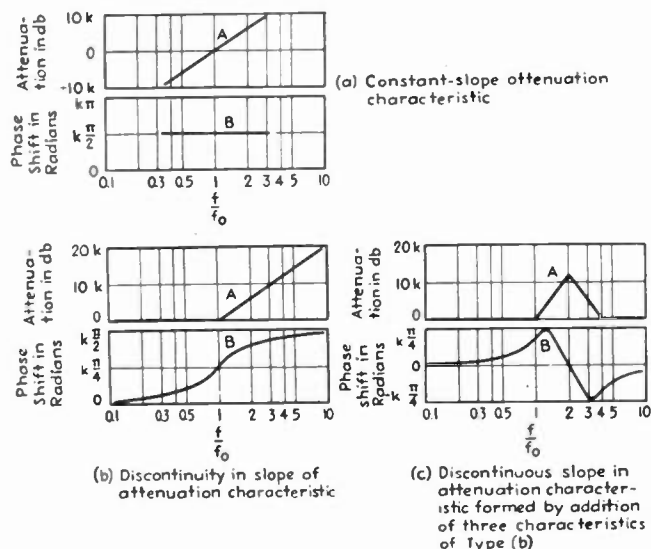 10 k
0
-10 k
Attenua-
tion in db
A
(a) Constant-slope ottenuation
characteristic
kπ
k π/2
0
Phase
Shift in
Radians
B
0.1 0.3 0.5 1 2 3 4 5 10
f/f₀
20 k
10 k
0
Attenua-
tion in db
A
k π/2
k π/4
0
Phase
Shift in
Radians
B
0.1 0.3 0.5 1 2 3 4 5 10
f/f₀
(b) Discontinuity in slope of
attenuation characteristic
20k
10k
0
Attenua-
tion in db
A
k π/4
0
-k π/4
Phase
shift in
Radians
B
0.1 0.3 0.5 1 2 3 4 5 10
f/f₀
(c) Discontinuous slope in
attenuation character-
istic formed by addition
of three characteristics
of Type (b)